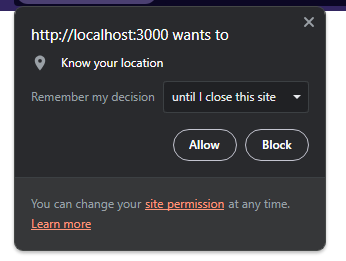 http://localhost:3000 wants to
Know your location
Remember my decision until I close this site
Allow Block
You can change your site permission at any time.
Learn more